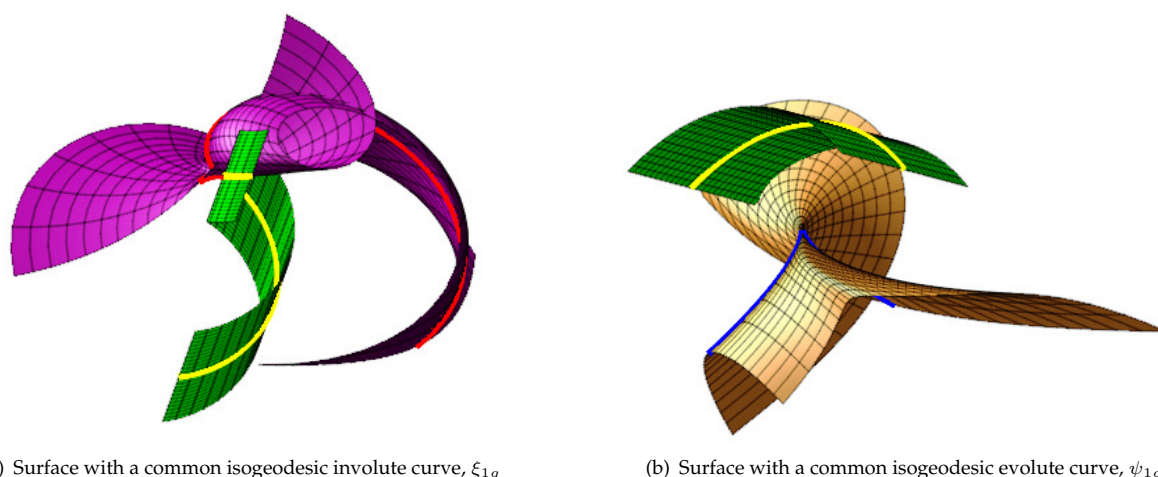 ) Surface with a common isogeodesic involute curve, ξ₁g
(b) Surface with a common isogeodesic evolute curve, ψ₁g